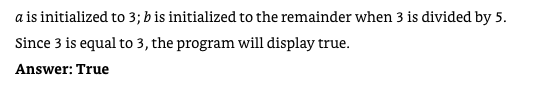 a is initialized to 3; b is initialized to the remainder when 3 is divided by 5.
Since 3 is equal to 3, the program will display true.
Answer: True